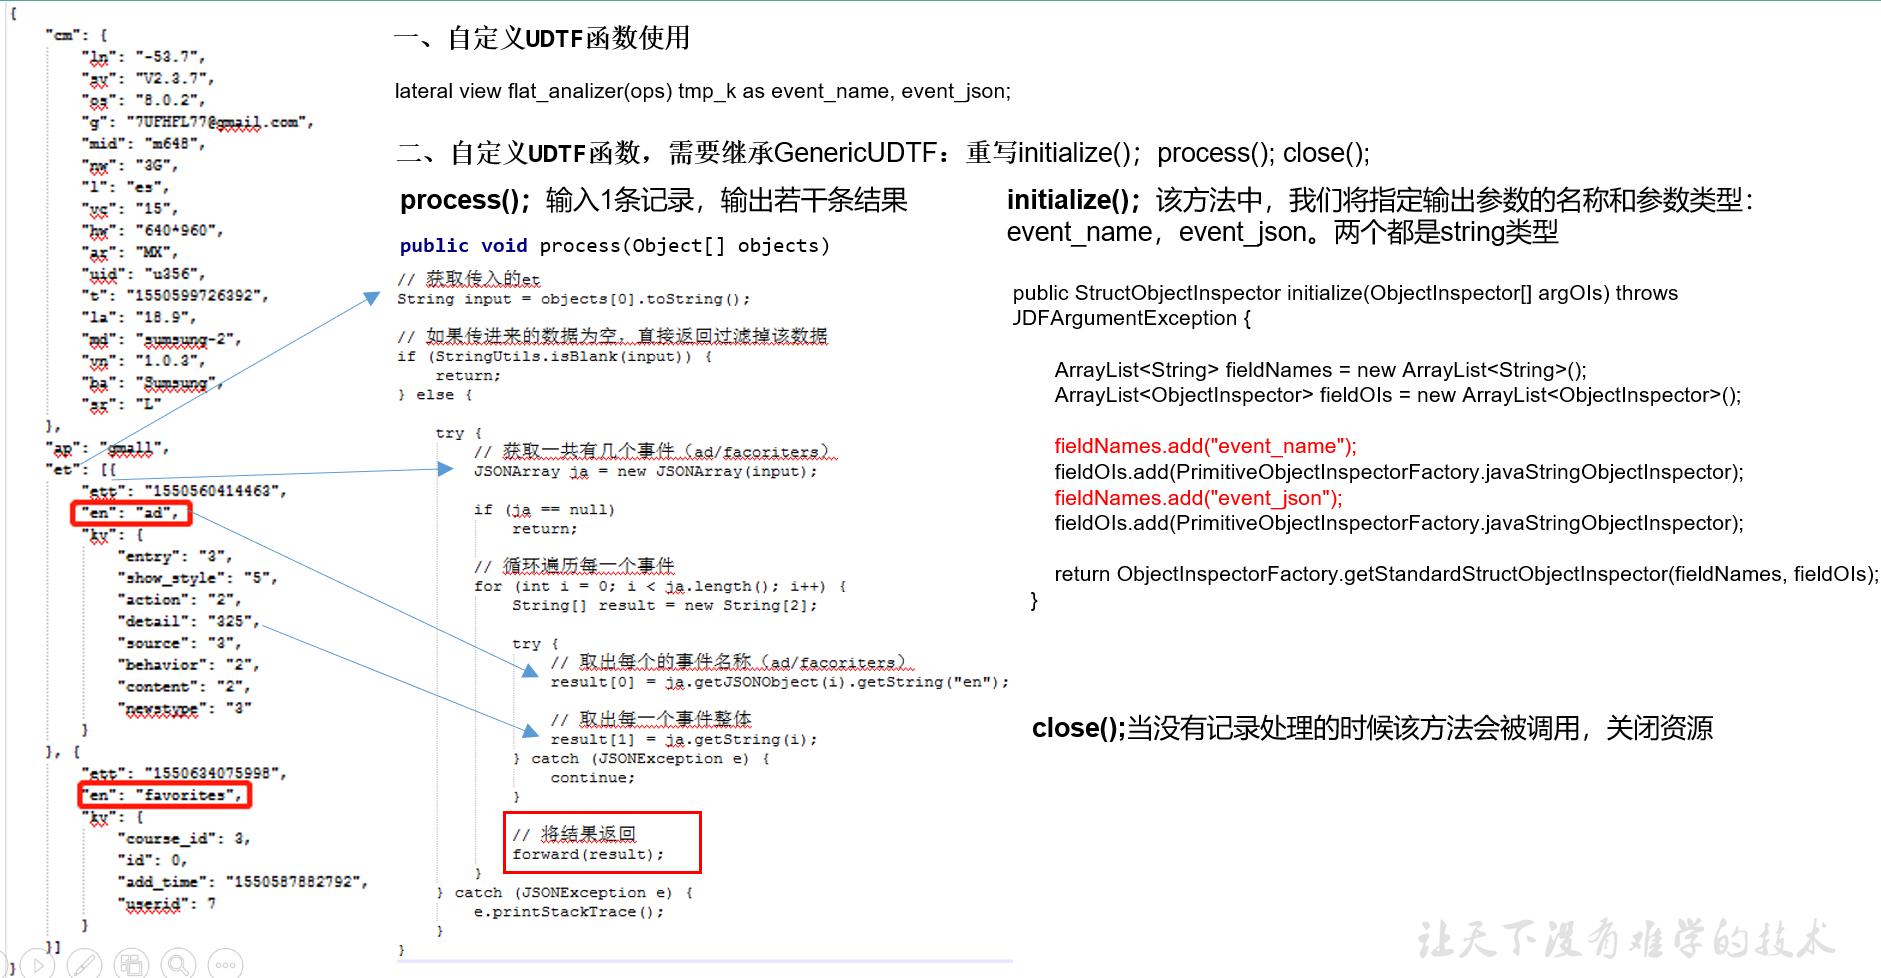 {
"cm": {
"ln": "-53.7",
"sv": "V2.3.7",
"os": "8.0.2",
"g": "7UFHFL77@gmail.com",
"mid": "m648",
"nw": "3G",
"l": "es",
"vc": "15",
"hw": "640*960",
"ar": "MX",
"uid": "u356",
"t": "1550599726392",
"la": "18.9",
"md": "sumsung-2",
"vn": "1.0.3",
"ba": "Sumsung",
"sr": "L"
},
"ap": "gmall",
"et": [{
"ett": "1550560414463",
"en": "ad",
"kv": {
"entry": "3",
"show_style": "5",
"action": "2",
"detail": "325",
"source": "3",
"behavior": "2",
"content": "2",
"newstype": "3"
}
}, {
"ett": "1550634075998",
"en": "favorites",
"kv": {
"course_id": 3,
"id": 0,
"add_time": "1550587882792",
"userid": 7
}
}]
}
一、自定义UDTF函数使用
lateral view flat_analizer(ops) tmp_k as event_name, event_json;
二、自定义UDTF函数，需要继承GenericUDTF：重写initialize()；process(); close();
process()；输入1条记录，输出若干条结果
public void process(Object[] objects)
// 获取传入的et
String input = objects[0].toString();
// 如果传进来的数据为空，直接返回过滤掉该数据
if (StringUtils.isBlank(input)) {
return;
} else {
try {
// 获取一共有几个事件（ad/facoriters）
JSONArray ja = new JSONArray(input);
if (ja == null)
return;
// 循环遍历每一个事件
for (int i = 0; i < ja.length(); i++) {
String[] result = new String[2];
try {
// 取出每个的事件名称（ad/facoriters）
result[0] = ja.getJSONObject(i).getString("en");
// 取出每一个事件整体
result[1] = ja.getString(i);
} catch (JSONException e) {
continue;
}
// 将结果返回
forward(result);
}
} catch (JSONException e) {
e.printStackTrace();
}
}
initialize()；该方法中，我们将指定输出参数的名称和参数类型：
event_name，event_json。两个都是string类型
public StructObjectInspector initialize(ObjectInspector[] argOIs) throws
UDFArgumentException {
ArrayList<String> fieldNames = new ArrayList<String>();
ArrayList<ObjectInspector> fieldOIs = new ArrayList<ObjectInspector>();
fieldNames.add("event_name");
fieldOIs.add(PrimitiveObjectInspectorFactory.javaStringObjectInspector);
fieldNames.add("event_json");
fieldOIs.add(PrimitiveObjectInspectorFactory.javaStringObjectInspector);
return ObjectInspectorFactory.getStandardStructObjectInspector(fieldNames, fieldOIs);
}
close();当没有记录处理的时候该方法会被调用，关闭资源
让天下没有难学的技术